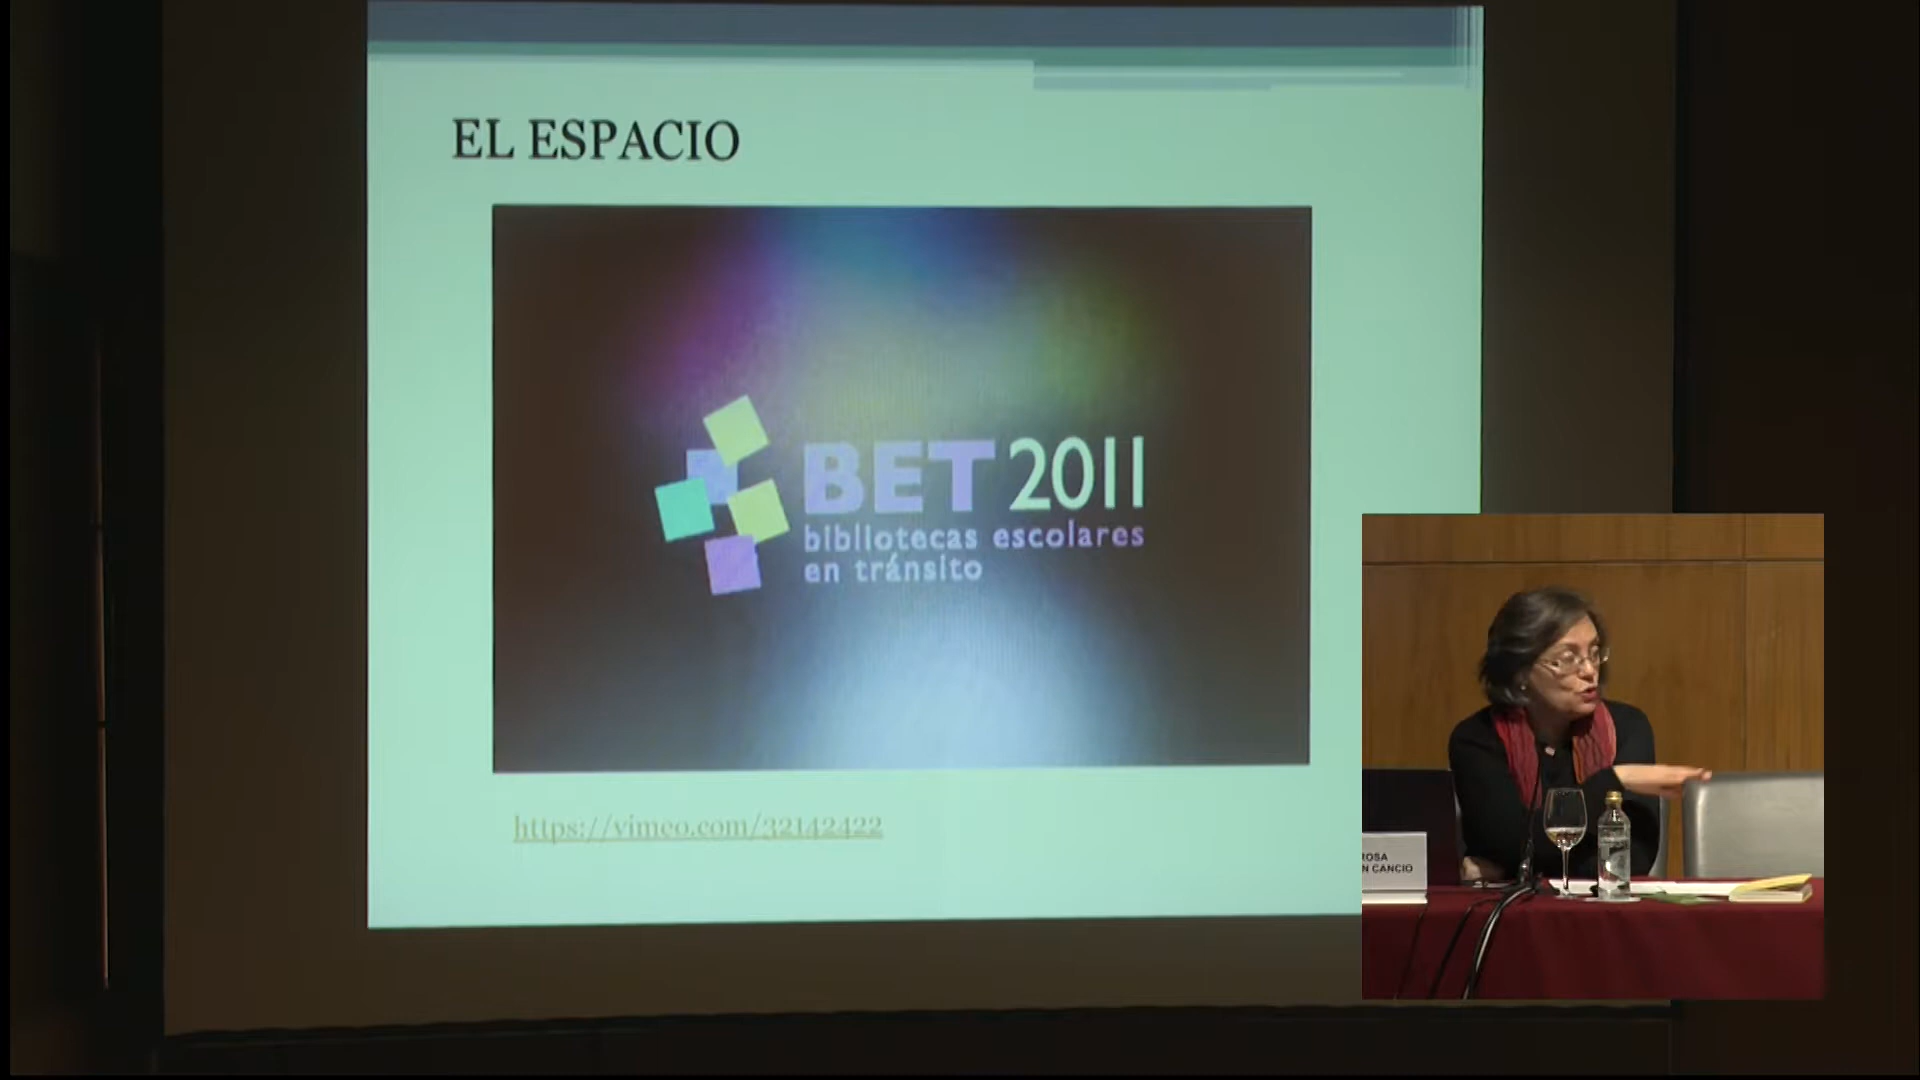 EL ESPACIO
BET 2011
bibliotecas escolares
en tránsito
https://vimeo.com/32142422
ROSA
N CANCIO